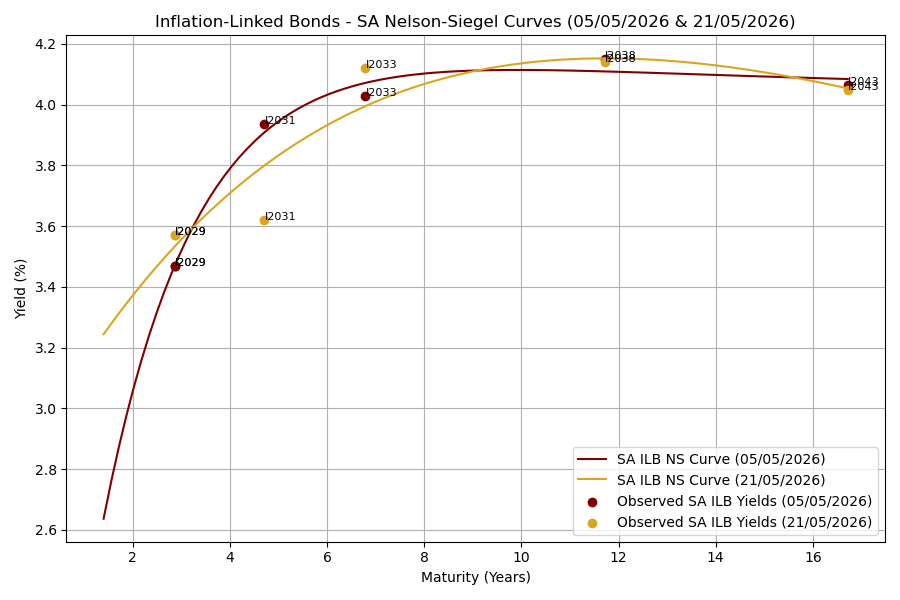 Inflation-Linked Bonds - SA Nelson-Siegel Curves (05/05/2026 & 21/05/2026)
Yield (%)
4.2
4.0
3.8
3.6
3.4
3.2
3.0
2.8
2.6
I2038
I2038
I2033
I2033
I2043
I2043
I2031
I2031
I2029
I2029
SA ILB NS Curve (05/05/2026)
SA ILB NS Curve (21/05/2026)
Observed SA ILB Yields (05/05/2026)
Observed SA ILB Yields (21/05/2026)
2 4 6 8 10 12 14 16
Maturity (Years)